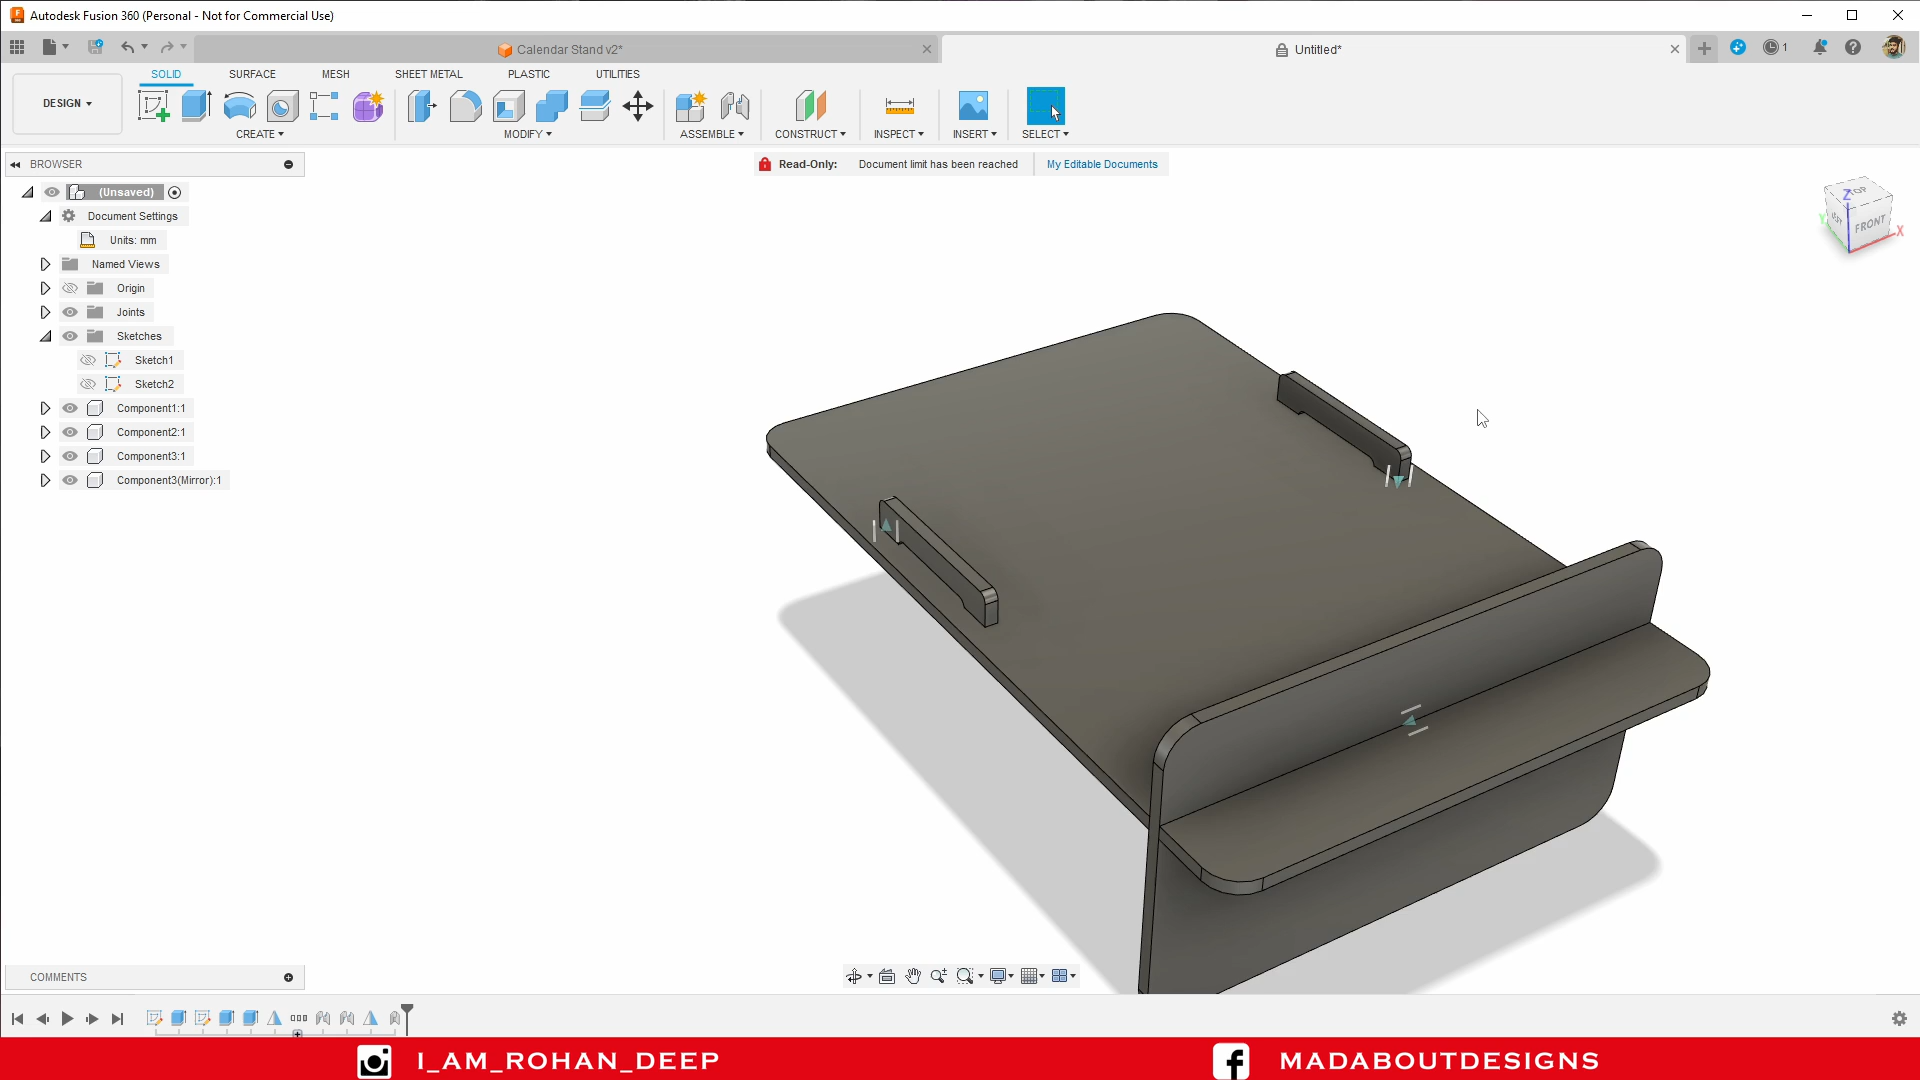 Autodesk Fusion 360 (Personal - Not for Commercial Use)
Calendar Stand v2*
Untitled*
1
SOLID
SURFACE
MESH
SHEET METAL
PLASTIC
UTILITIES
DESIGN
CREATE
MODIFY
ASSEMBLE
CONSTRUCT
INSPECT
INSERT
SELECT
BROWSER
Read-Only: Document limit has been reached
My Editable Documents
(Unsaved)
Document Settings
Units: mm
Named Views
Origin
Joints
Sketches
Sketch1
Sketch2
Component1:1
Component2:1
Component3:1
Component3(Mirror):1
TOP
Z
LEFT
FRONT
Y
X
COMMENTS
I_AM_ROHAN_DEEP
MADABOUTDESIGNS